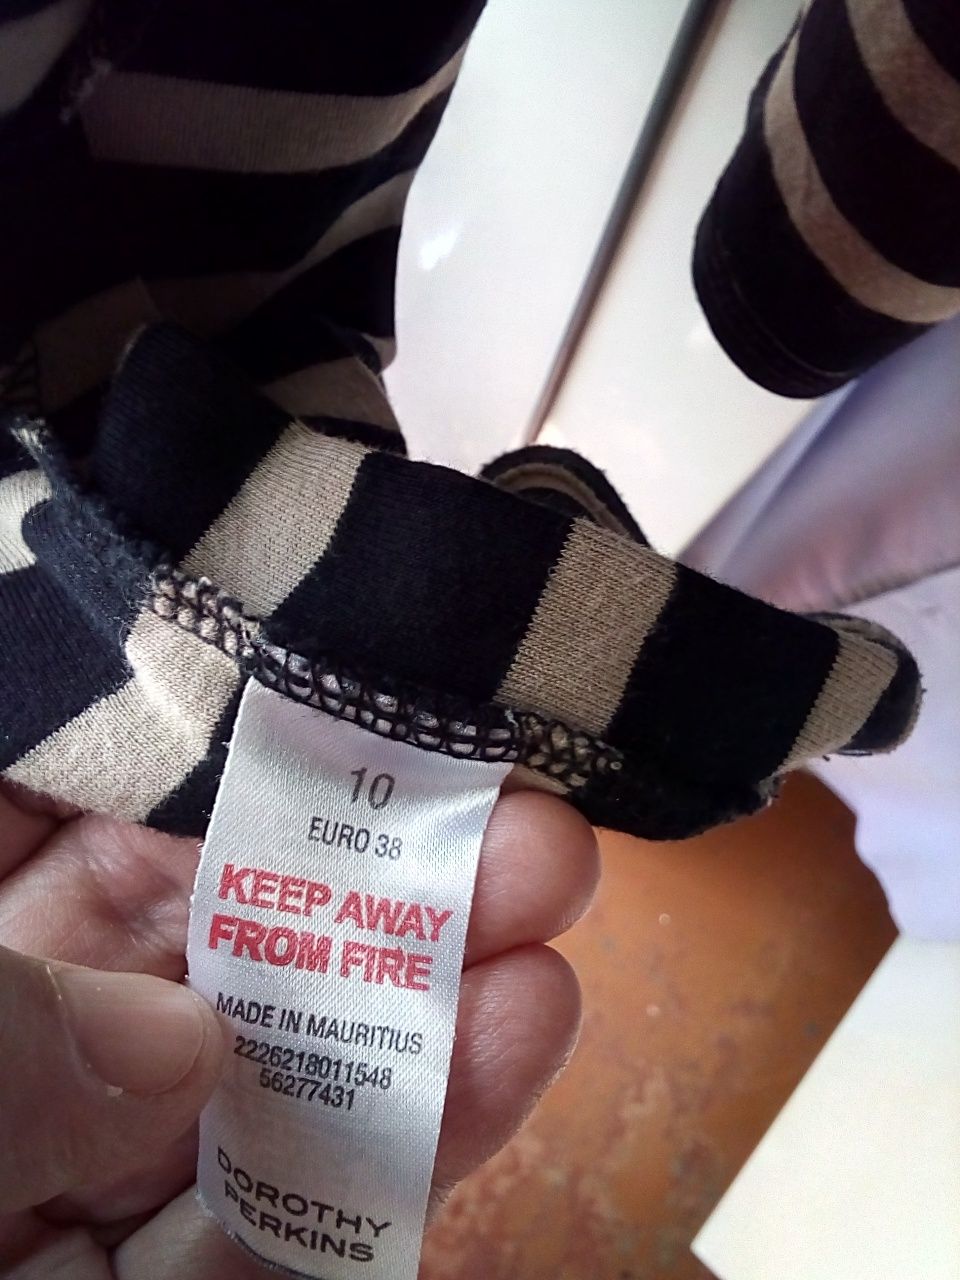 10
EURO 38
KEEP AWAY
FROM FIRE
MADE IN MAURITIUS
2226218011548
56277431
DOROTHY
PERKINS